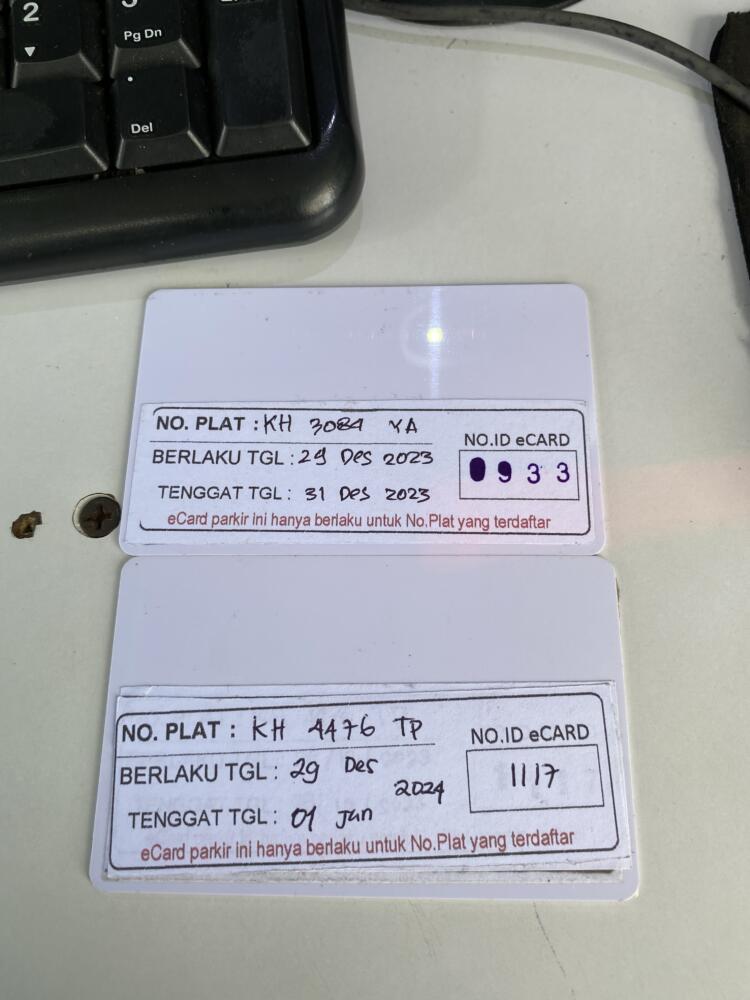 2
Pg Dn
Del
NO. PLAT : KH 3084 YA
BERLAKU TGL : 29 Des 2023
TENGGAT TGL : 31 Des 2023
NO.ID eCARD
0933
eCard parkir ini hanya berlaku untuk No.Plat yang terdaftar
NO. PLAT : KH 4476 TP
BERLAKU TGL : 29 Des
2024
TENGGAT TGL : 01 Jan
NO.ID eCARD
1117
eCard parkir ini hanya berlaku untuk No.Plat yang terdaftar